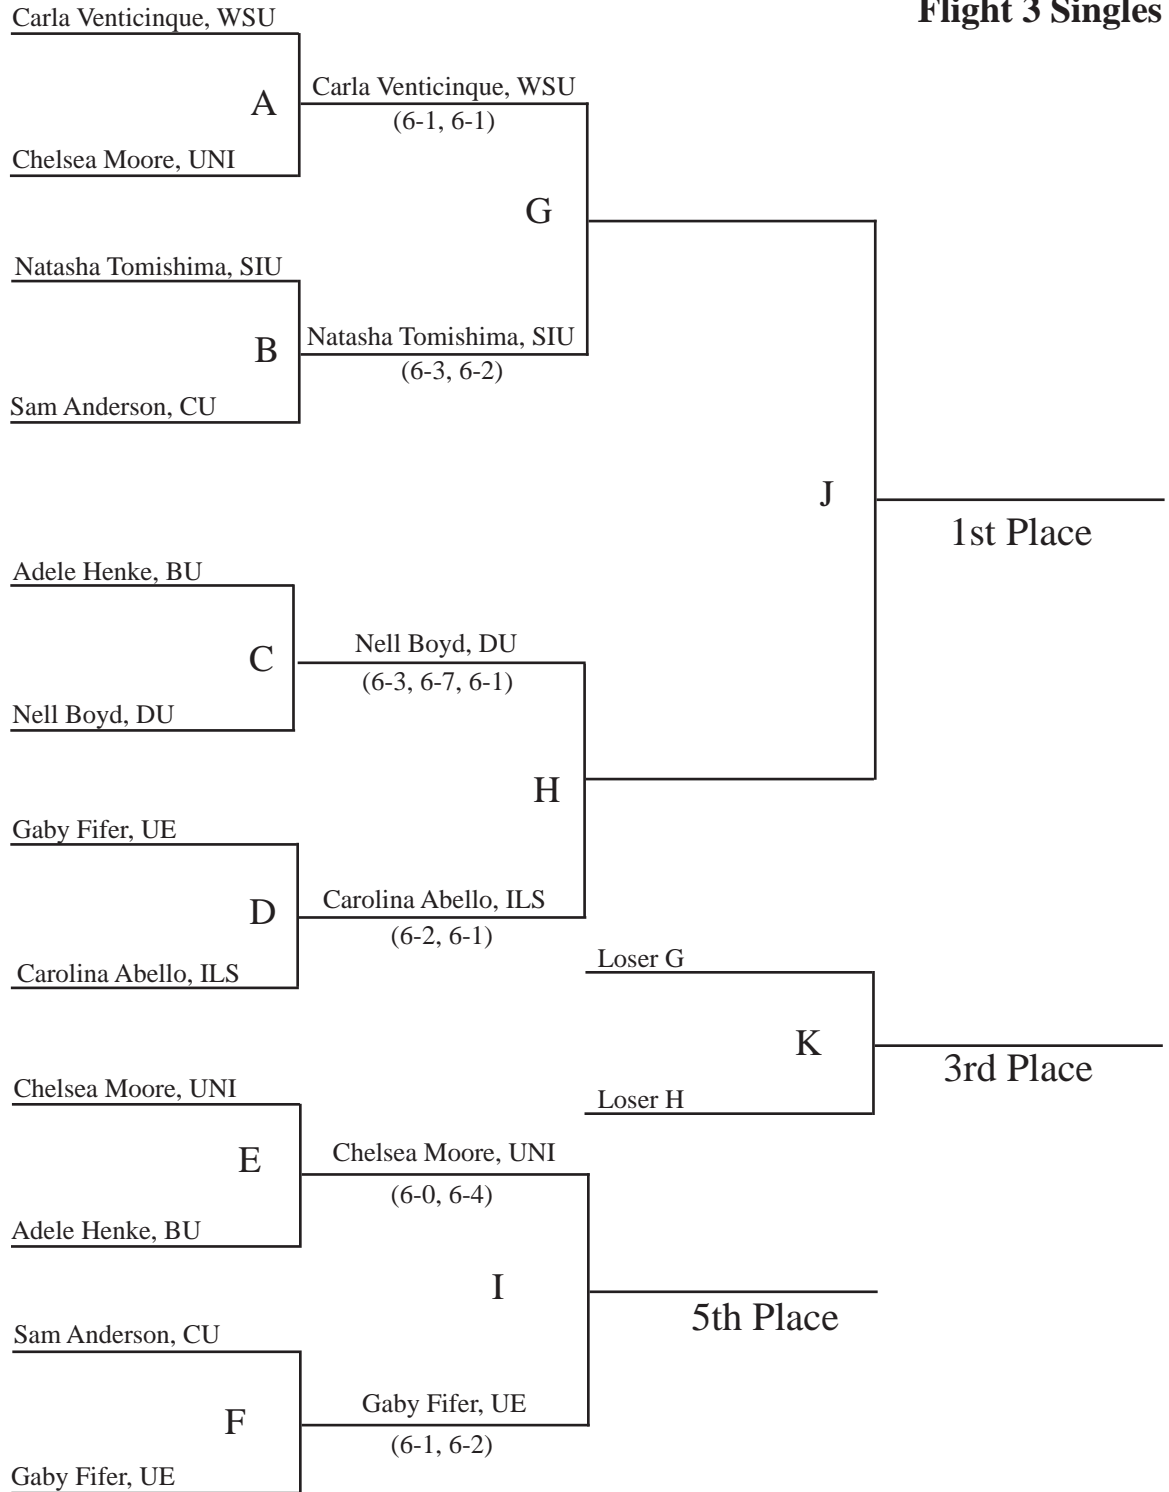 Flight 3 Singles
Carla Venticinque, WSU
A
Carla Venticinque, WSU
(6-1, 6-1)
Chelsea Moore, UNI
G
Natasha Tomishima, SIU
B
Natasha Tomishima, SIU
(6-3, 6-2)
Sam Anderson, CU
J
1st Place
Adele Henke, BU
C
Nell Boyd, DU
(6-3, 6-7, 6-1)
Nell Boyd, DU
H
Gaby Fifer, UE
D
Carolina Abello, ILS
(6-2, 6-1)
Carolina Abello, ILS
Loser G
K
3rd Place
Loser H
Chelsea Moore, UNI
E
Chelsea Moore, UNI
(6-0, 6-4)
Adele Henke, BU
I
5th Place
Sam Anderson, CU
F
Gaby Fifer, UE
(6-1, 6-2)
Gaby Fifer, UE